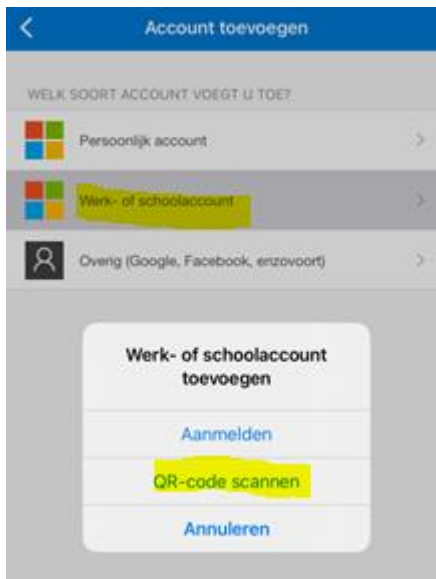 Account toevoegen
WELK SOORT ACCOUNT VOEGT U TOE?
Persoonlijk account
Werk- of schoolaccount
Overig (Google, Facebook, enzovoort)
Werk- of schoolaccount
toevoegen
Aanmelden
QR-code scannen
Annuleren